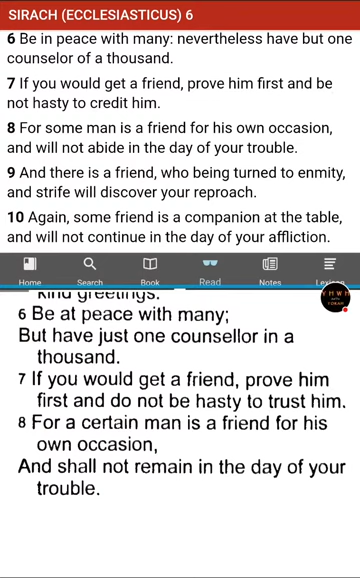 SIRACH (ECCLESIASTICUS) 6
6 Be in peace with many: nevertheless have but one
counselor of a thousand.
7 If you would get a friend, prove him first and be
not hasty to credit him.
8 For some man is a friend for his own occasion,
and will not abide in the day of your trouble.
9 And there is a friend, who being turned to enmity,
and strife will discover your reproach.
10 Again, some friend is a companion at the table,
and will not continue in the day of your affliction.
Home Search Book Read Notes Lexicon
kind greetings.
6 Be at peace with many;
But have just one counsellor in a
thousand.
7 If you would get a friend, prove him
first and do not be hasty to trust him.
8 For a certain man is a friend for his
own occasion,
And shall not remain in the day of your
trouble.